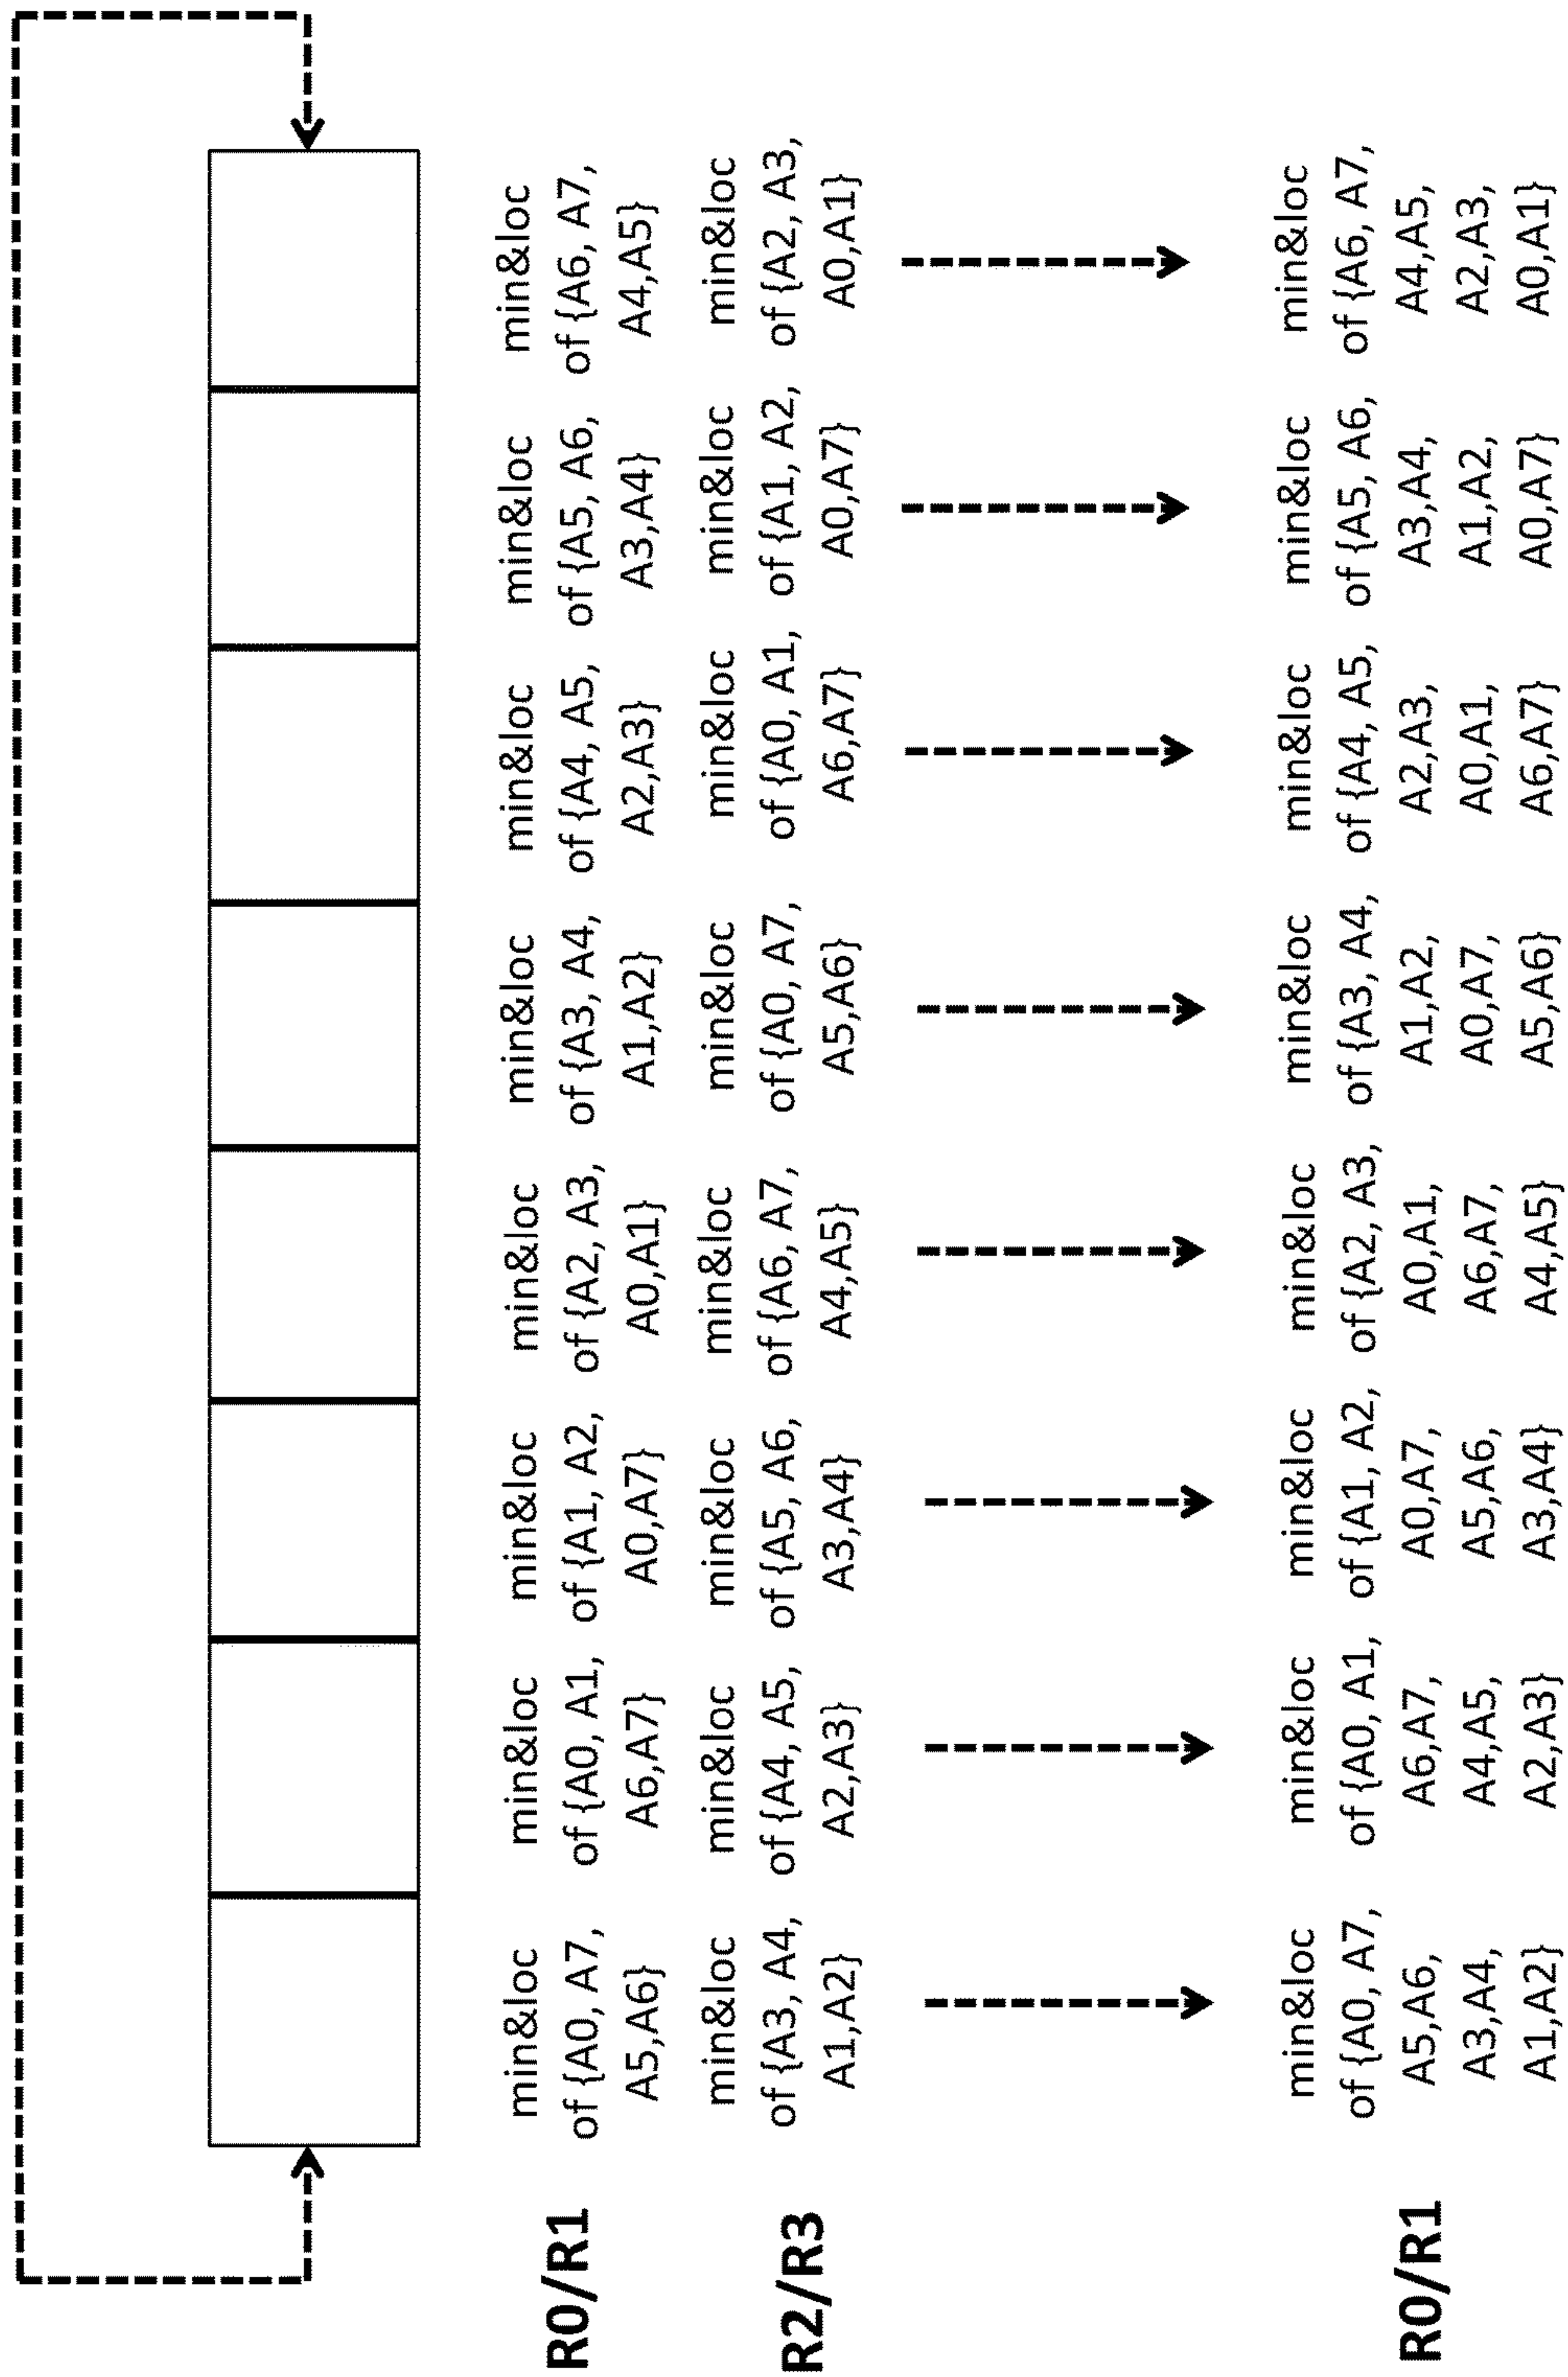 R0/R1
min&loc
of {A0, A7,
A5,A6}
min&loc
of {A0, A1,
A6,A7}
min&loc
of {A1, A2,
A0,A7}
min&loc
of {A2, A3,
A0,A1}
min&loc
of {A3, A4,
A1,A2}
min&loc
of {A4, A5,
A2,A3}
min&loc
of {A5, A6,
A3,A4}
min&loc
of {A6, A7,
A4,A5}
R2/R3
min&loc
of {A3, A4,
A1,A2}
min&loc
of {A4, A5,
A2,A3}
min&loc
of {A5, A6,
A3,A4}
min&loc
of {A6, A7,
A4,A5}
min&loc
of {A0, A7,
A5,A6}
min&loc
of {A0, A1,
A6,A7}
min&loc
of {A1, A2,
A0,A7}
min&loc
of {A2, A3,
A0,A1}
R0/R1
min&loc
of {A0, A7,
A5,A6,
A3,A4,
A1,A2}
min&loc
of {A0, A1,
A6,A7,
A4,A5,
A2,A3}
min&loc
of {A1, A2,
A0,A7,
A5,A6,
A3,A4}
min&loc
of {A2, A3,
A0,A1,
A6,A7,
A4,A5}
min&loc
of {A3, A4,
A1,A2,
A0,A7,
A5,A6}
min&loc
of {A4, A5,
A2,A3,
A0,A1,
A6,A7}
min&loc
of {A5, A6,
A3,A4,
A1,A2,
A0,A7}
min&loc
of {A6, A7,
A4,A5,
A2,A3,
A0,A1}